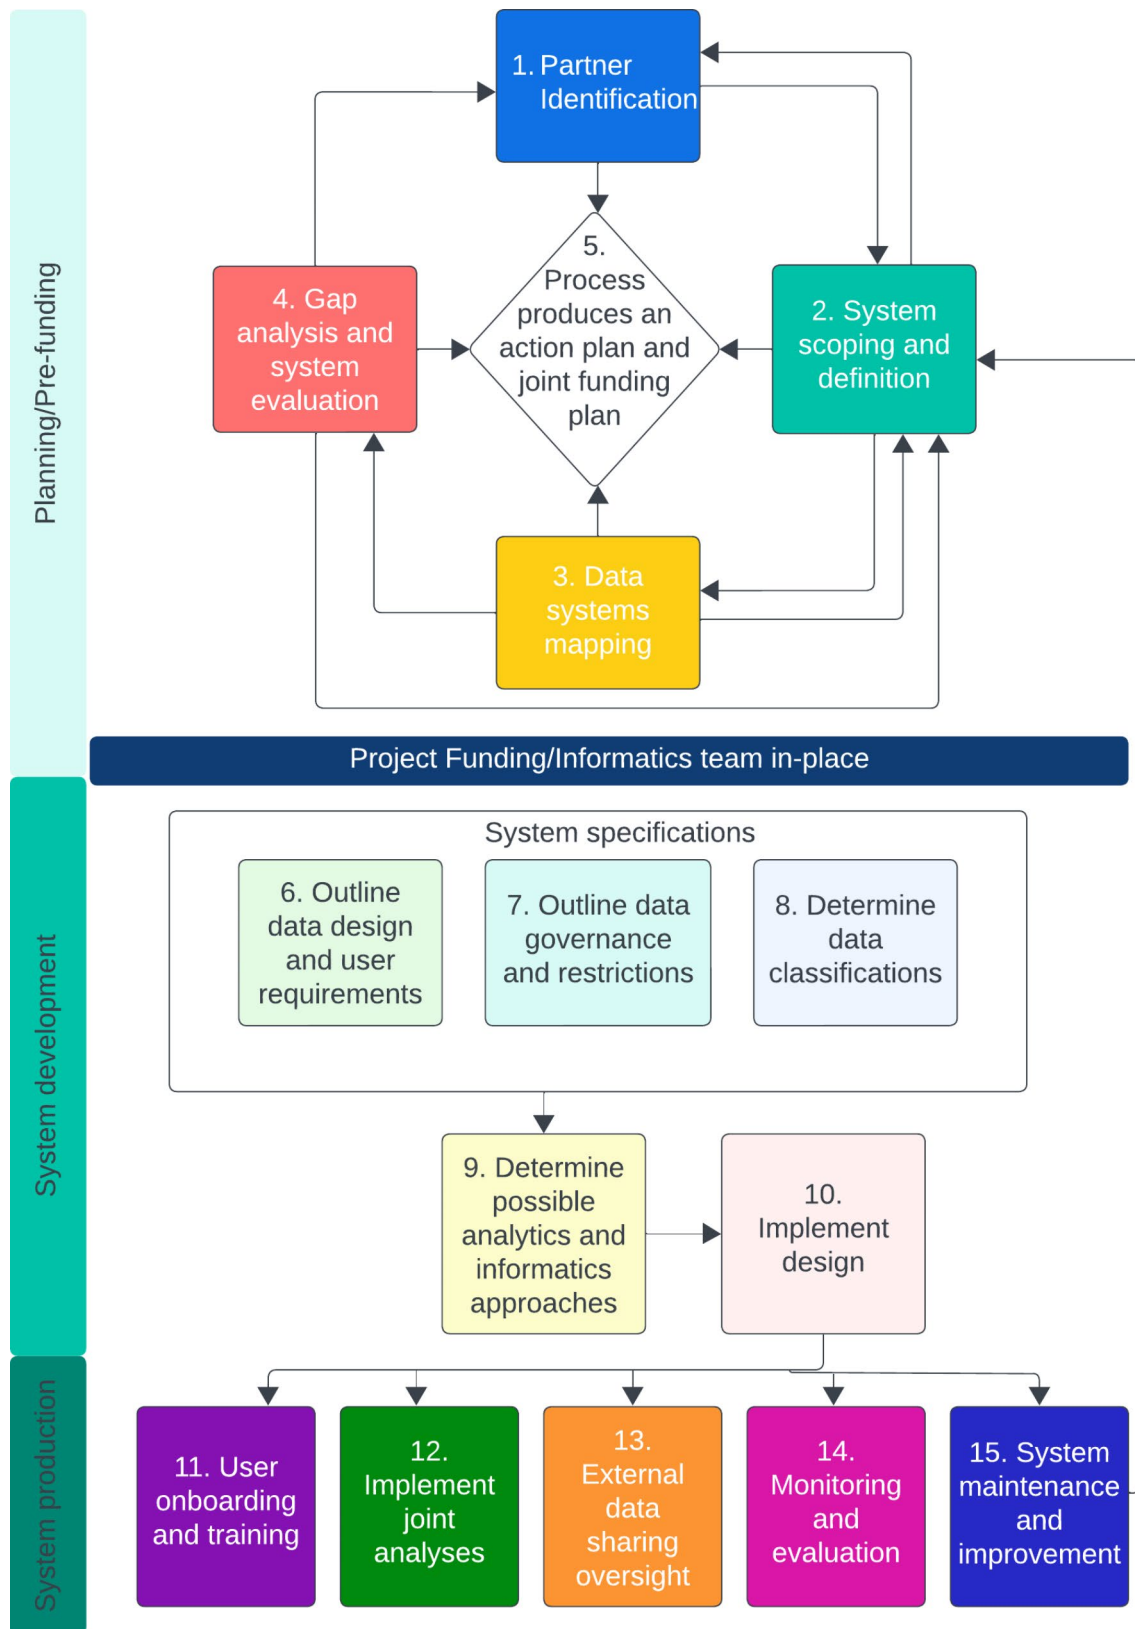 Planning/Pre-funding
1. Partner
Identification
5.
Process
produces an
action plan and
joint funding
plan
4. Gap
analysis and
system
evaluation
2. System
scoping and
definition
3. Data
systems
mapping
Project Funding/Informatics team in-place
System development
System specifications
6. Outline
data design
and user
requirements
7. Outline data
governance
and restrictions
8. Determine
data
classifications
9. Determine
possible
analytics and
informatics
approaches
10.
Implement
design
System production
11. User
onboarding
and training
12.
Implement
joint
analyses
13.
External
data
sharing
oversight
14.
Monitoring
and
evaluation
15. System
maintenance
and
improvement